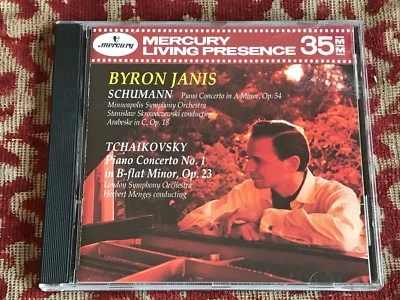 mercury
MERCURY
LIVING PRESENCE
35 MM
BYRON JANIS
SCHUMANN Piano Concerto in A Minor, Op. 54
Minneapolis Symphony Orchestra
Stanislaw Skrowaczewski conducting
Arabeske in C, Op. 18
TCHAIKOVSKY
Piano Concerto No. 1
in B-flat Minor, Op. 23
London Symphony Orchestra
Herbert Menges conducting